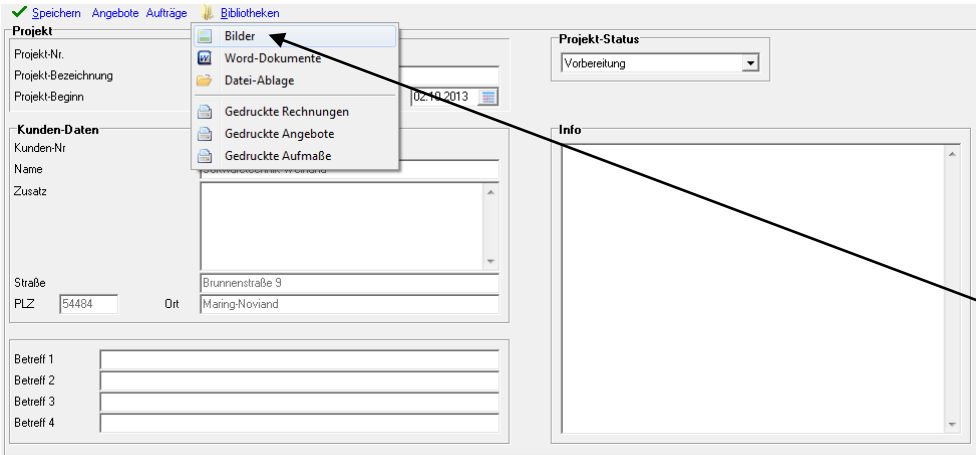 Speichern Angebote Aufträge Bibliotheken
Projekt
Projekt-Nr.
Projekt-Bezeichnung
Projekt-Beginn 02.10.2013
Bilder
Word-Dokumente
Datei-Ablage
Gedruckte Rechnungen
Gedruckte Angebote
Gedruckte Aufmaße
Projekt-Status
Vorbereitung
Kunden-Daten
Kunden-Nr
Name
Zusatz
Straße Brunnenstraße 9
PLZ 54484 Ort Maring-Noviand
Info
Betreff 1
Betreff 2
Betreff 3
Betreff 4